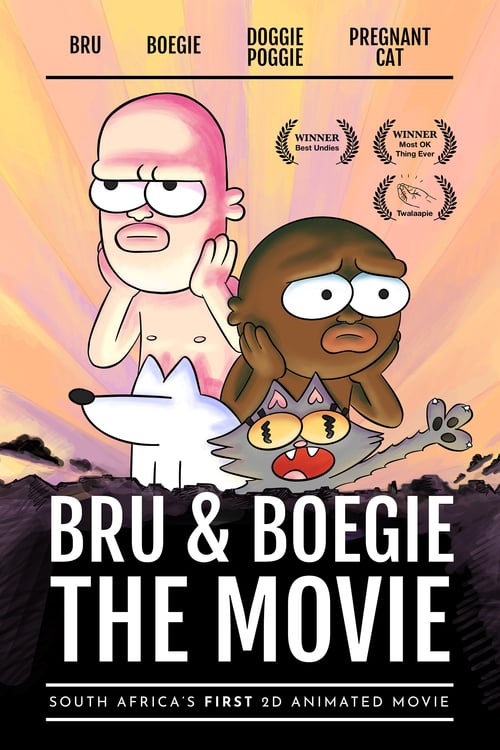 BRU BOEGIE DOGGIE POGGIE PREGNANT CAT
WINNER
Best Undies
WINNER
Most OK
Thing Ever
Twalaapie
BRU & BOEGIE
THE MOVIE
SOUTH AFRICA'S FIRST 2D ANIMATED MOVIE